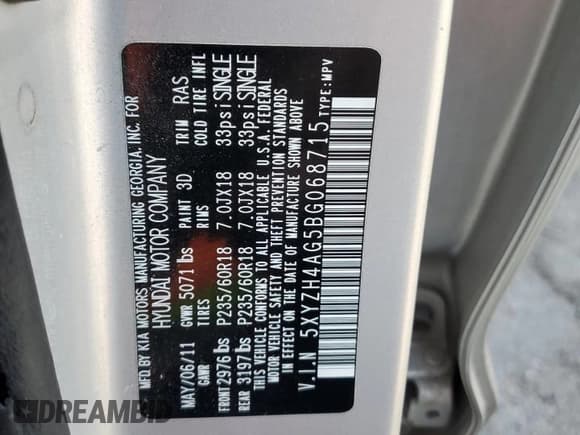 MFD.BY KIA MOTORS MANUFACTURING GEORGIA, INC. FOR
HYUNDAI MOTOR COMPANY
MAY/06/11 GVWR 5071 lbs PAINT 3D TRIM RAS
GAWR TIRES RIMS COLD TIRE INFL
FRONT 2976 lbs P235/60R18 7.0JX18 33psi SINGLE
REAR 3197 lbs P235/60R18 7.0JX18 33psi SINGLE
THIS VEHICLE CONFORMS TO ALL APPLICABLE U.S.A. FEDERAL
MOTOR VEHICLE SAFETY AND THEFT PREVENTION STANDARDS
IN EFFECT ON THE DATE OF MANUFACTURE SHOWN ABOVE
V.I.N 5XYZH4AG5BG068715 TYPE:MPV
DREAMBID